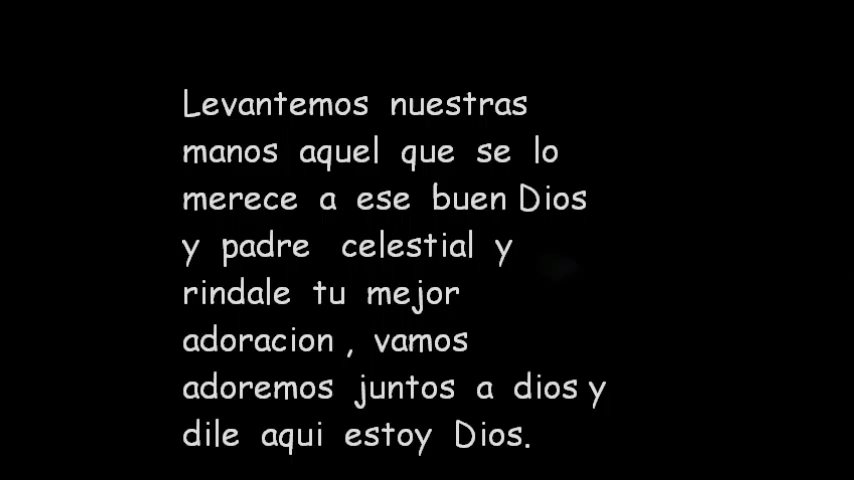 Levantemos nuestras
manos aquel que se lo
merece a ese buen Dios
y padre celestial y
rindale tu mejor
adoracion , vamos
adoremos juntos a dios y
dile aqui estoy Dios.